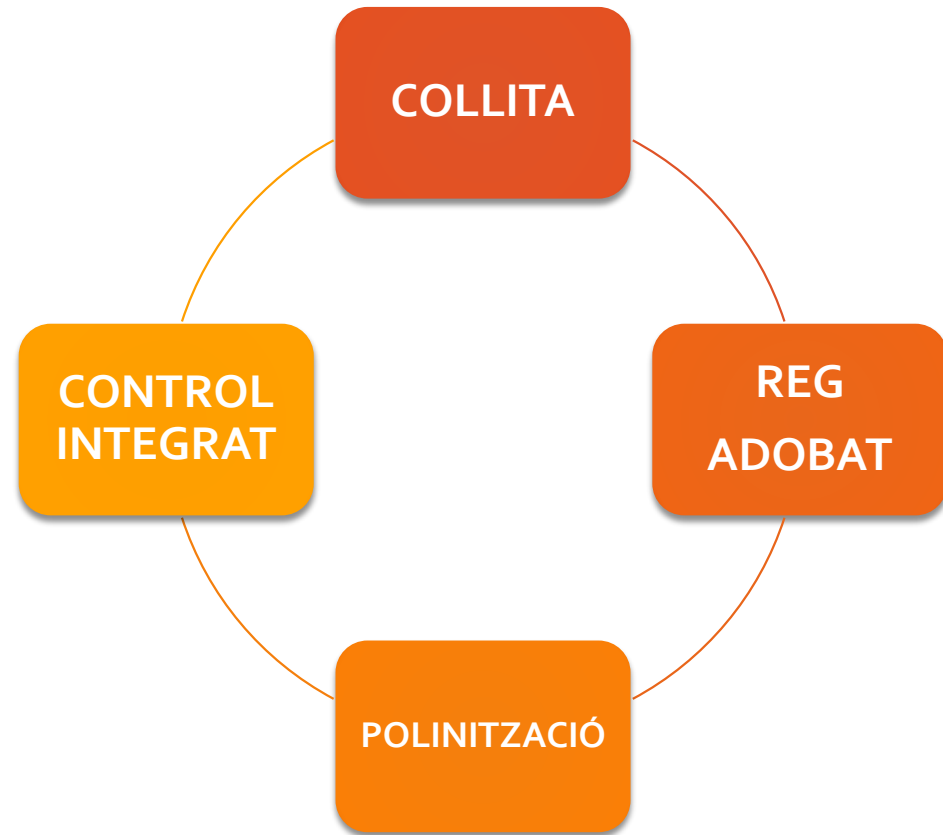 COLLITA
REG
ADOBAT
POLINITZACIÓ
CONTROL
INTEGRAT